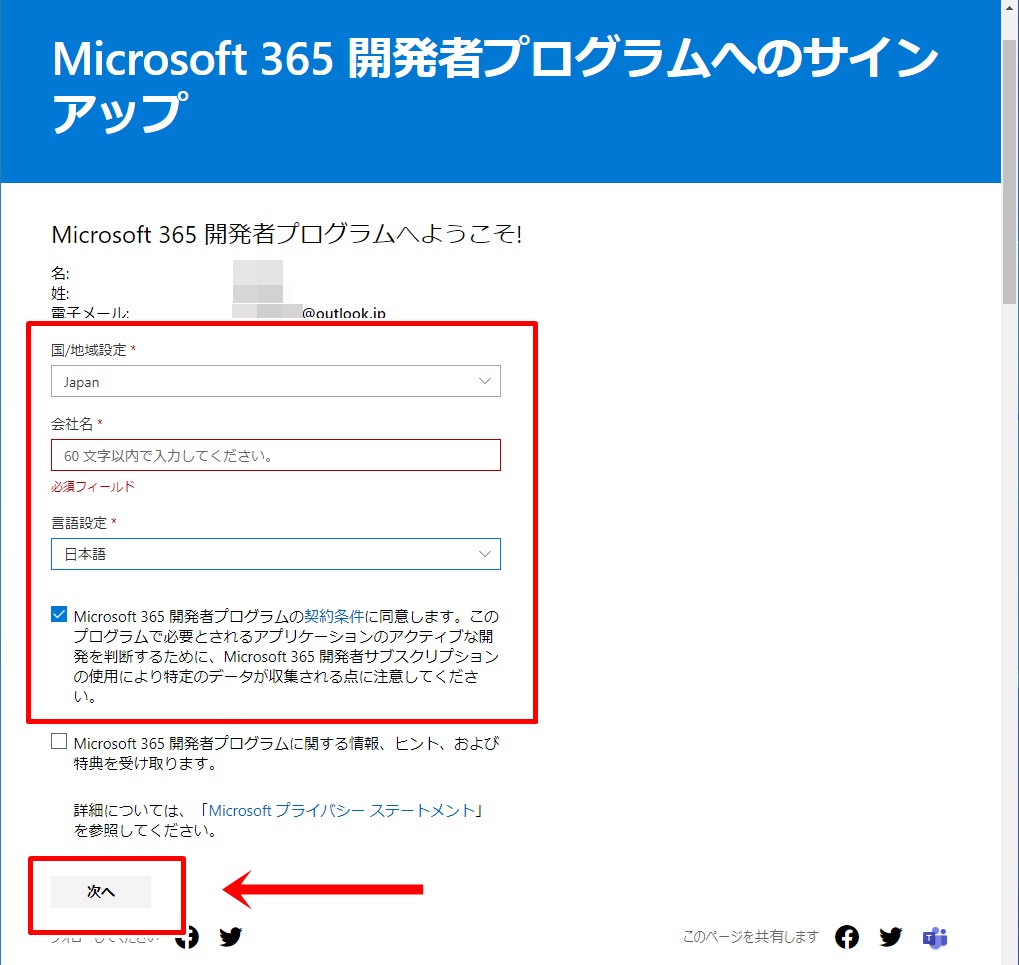 Microsoft 365 開発者プログラムへのサイン
アップ
Microsoft 365 開発者プログラムへようこそ!
名:
姓:
電子メール:
@outlook.jp
国/地域設定 *
Japan
会社名 *
60 文字以内で入力してください。
必須フィールド
言語設定 *
日本語
Microsoft 365 開発者プログラムの契約条件に同意します。この
プログラムで必要とされるアプリケーションのアクティブな開
発を判断するために、Microsoft 365 開発者サブスクリプション
の使用により特定のデータが収集される点に注意してくださ
い。
Microsoft 365 開発者プログラムに関する情報、ヒント、および
特典を受け取ります。
詳細については、「Microsoft プライバシー ステートメント」
を参照してください。
次へ
フォローしてください
このページを共有します